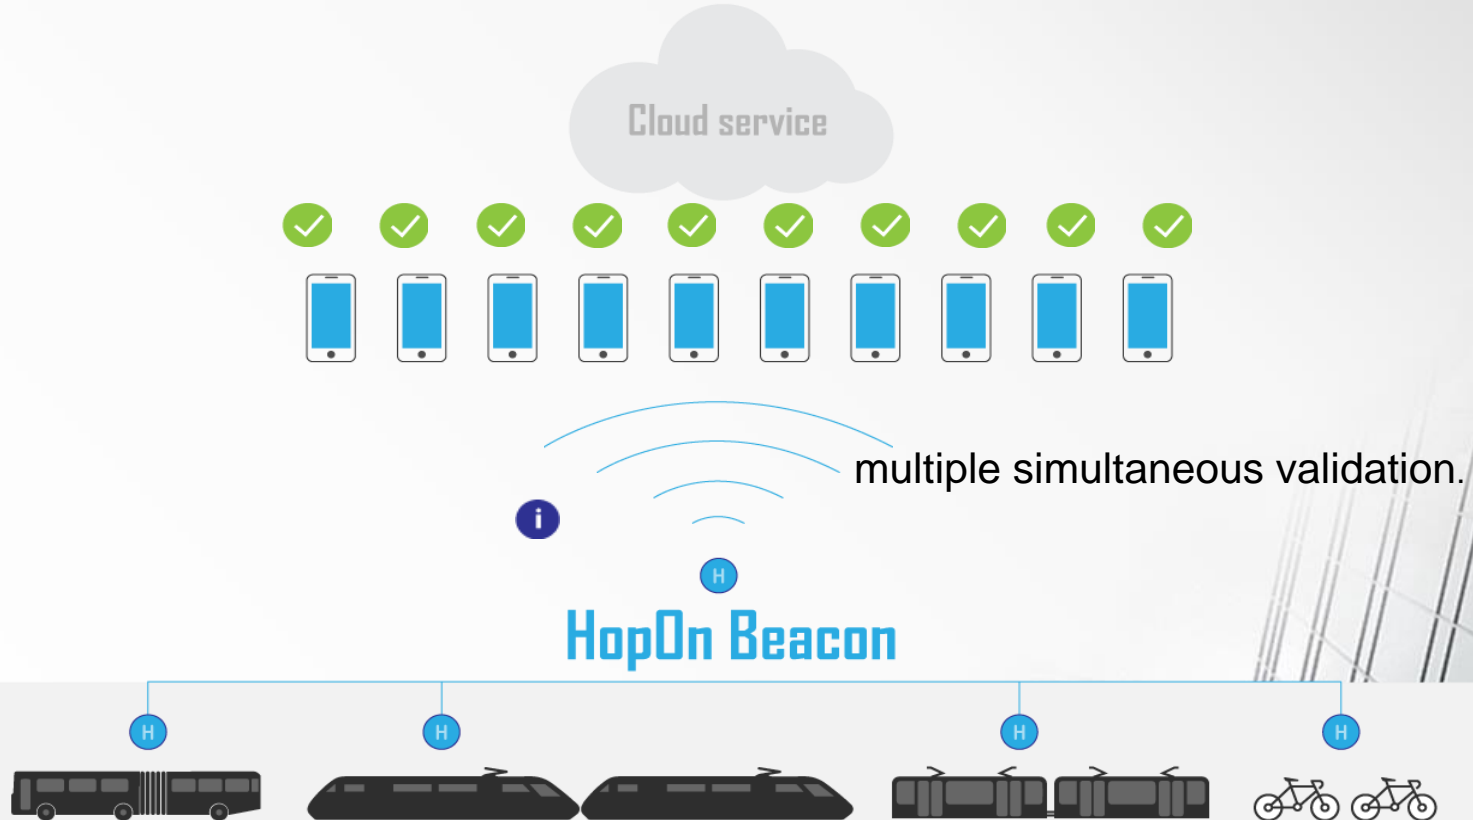 Cloud service
multiple simultaneous validation.
i
H
HopOn Beacon
H
H
H
H